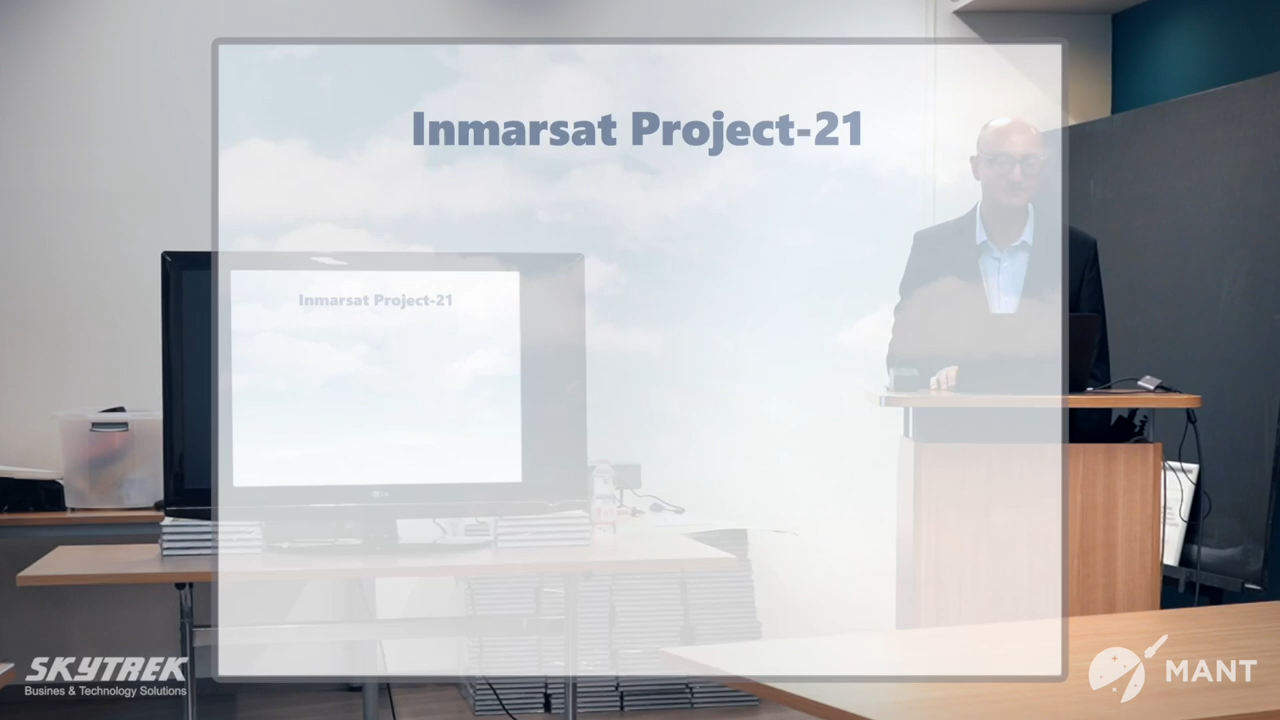 Inmarsat Project-21
Inmarsat Project-21
LG
SKYTREK
Busines & Technology Solutions
MANT